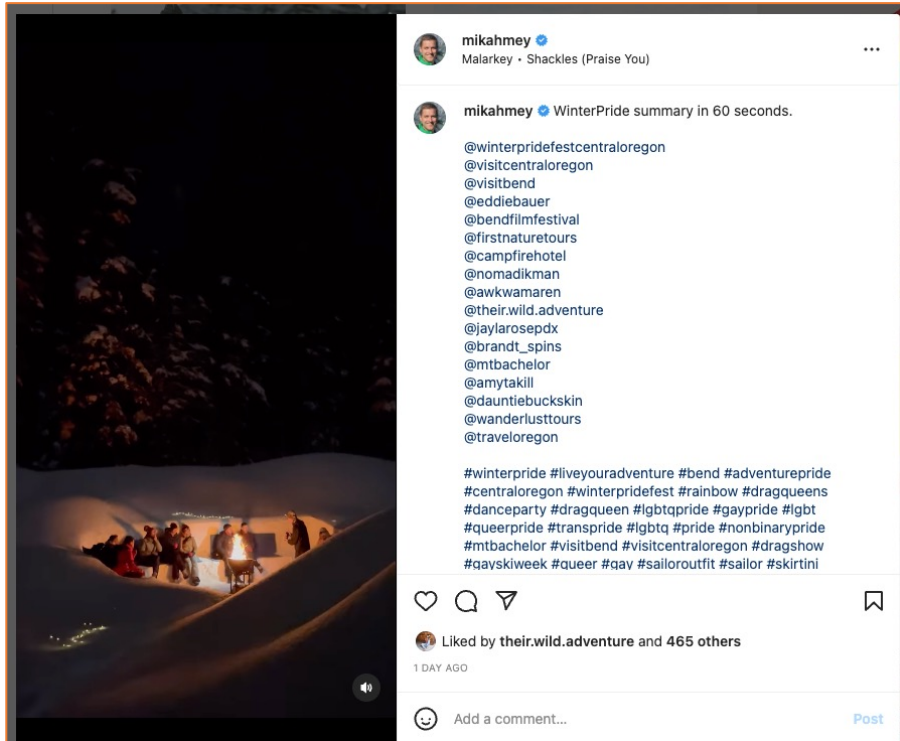 mikahmey
Malarkey • Shackles (Praise You)
mikahmey WinterPride summary in 60 seconds.
@winterpridefestcentraloregon
@visitcentraloregon
@visitbend
@eddiebauer
@bendfilmfestival
@firstnaturetours
@campfirehotel
@nomadikman
@awkwamaren
@their.wild.adventure
@jaylarosepdx
@brandt_spins
@mtbachelor
@amytakill
@dauntiebuckskin
@wanderlusttours
@traveloregon
#winterpride #liveyouradventure #bend #adventurepride
#centraloregon #winterpridefest #rainbow #dragqueens
#danceparty #dragqueen #lgbtqpride #gaypride #lgbt
#queerpride #transpride #lgbtq #pride #nonbinarypride
#mtbachelor #visitbend #visitcentraloregon #dragshow
#gayskiweek #queer #gay #sailoroutfit #sailor #skirtini
Liked by their.wild.adventure and 465 others
1 DAY AGO
Add a comment... Post